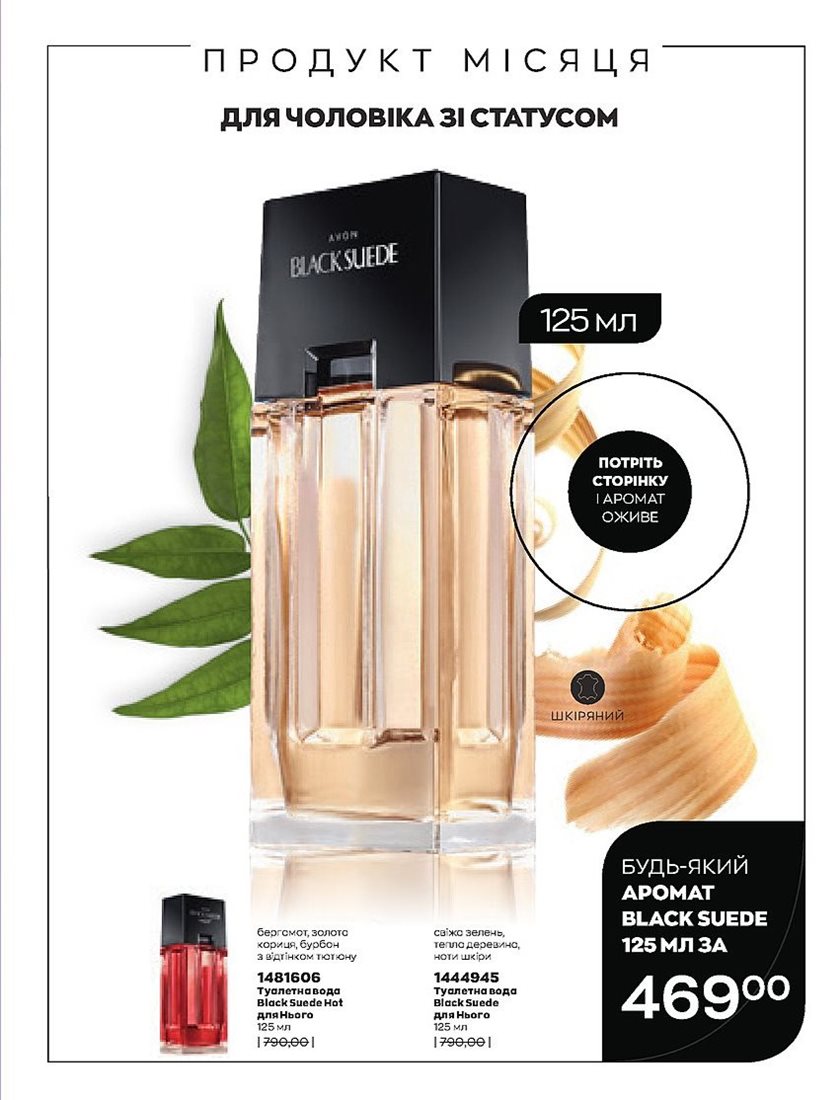 ПРОДУКТ МІСЯЦЯ
ДЛЯ ЧОЛОВІКА ЗІ СТАТУСОМ
AVON
BLACK SUEDE
125 МЛ
ПОТРІТЬ
СТОРІНКУ
І АРОМАТ
ОЖИВЕ
ШКІРЯНИЙ
БУДЬ-ЯКИЙ
АРОМАТ
BLACK SUEDE
125 МЛ ЗА
469⁰⁰
бергамот, золота
кориця, бурбон
з відтінком тютюну
1481606
Туалетна вода
Black Suede Hot
для Нього
125 мл
| 790,00 |
свіжа зелень,
тепла деревина,
ноти шкіри
1444945
Туалетна вода
Black Suede
для Нього
125 мл
| 790,00 |